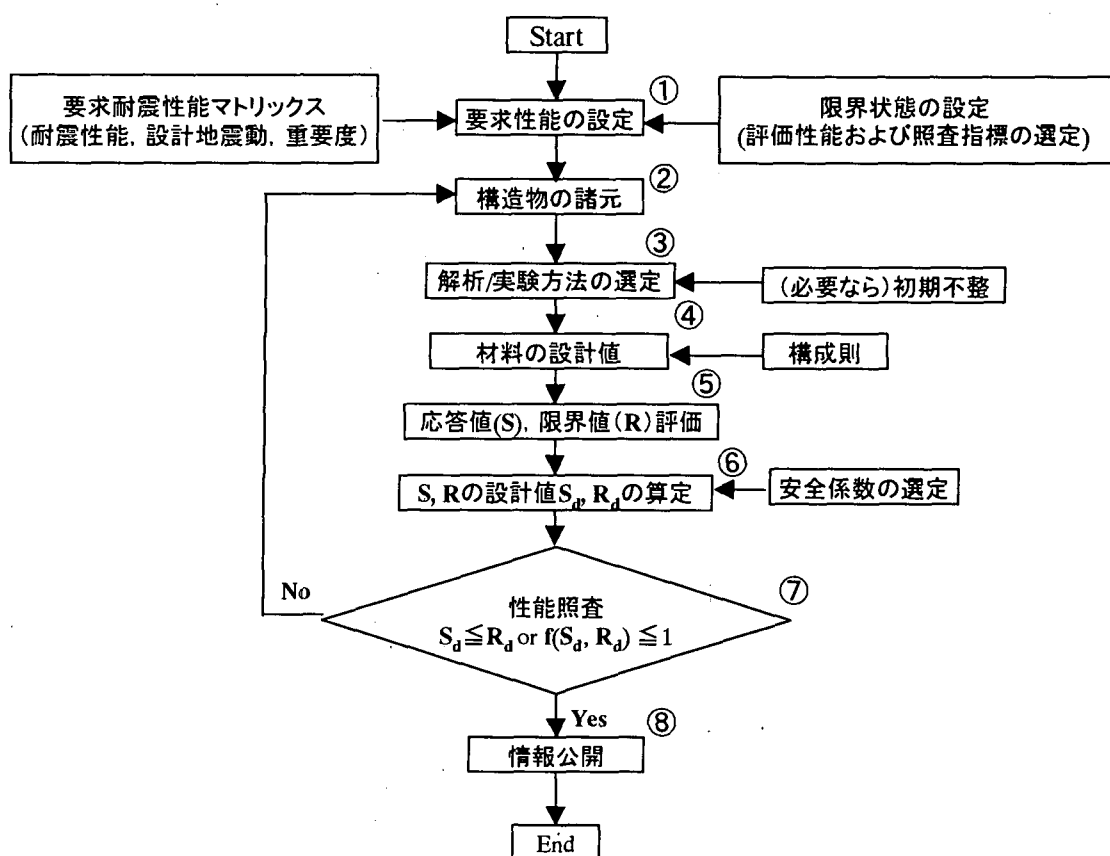 Start
要求耐震性能マトリックス
(耐震性能, 設計地震動, 重要度)
①
要求性能の設定
限界状態の設定
(評価性能および照査指標の選定)
②
構造物の諸元
③
解析/実験方法の選定
(必要なら)初期不整
④
材料の設計値
構成則
⑤
応答値(S), 限界値(R)評価
⑥
S, Rの設計値Sd, Rdの算定
安全係数の選定
⑦
No
性能照査
Sd≦Rd or f(Sd, Rd) ≦1
Yes
⑧
情報公開
End